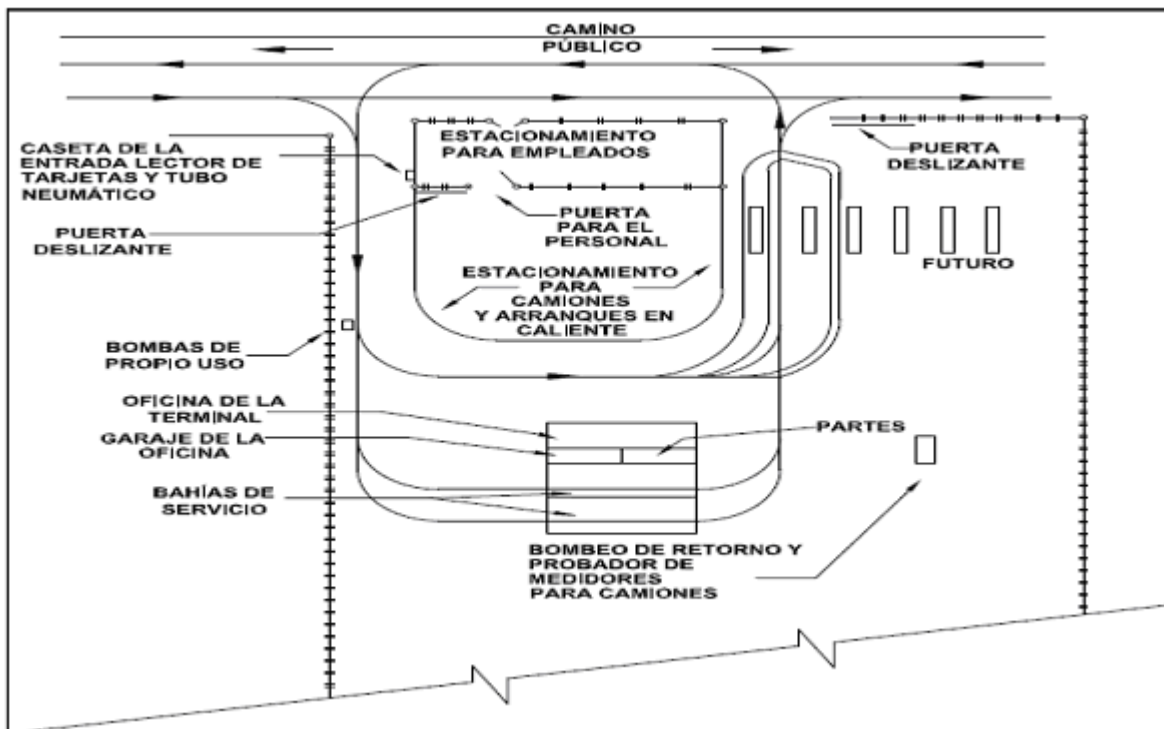 CAMINO
PÚBLICO
CASETA DE LA
ENTRADA LECTOR DE
TARJETAS Y TUBO
NEUMÁTICO
ESTACIONAMIENTO
PARA EMPLEADOS
PUERTA
DESLIZANTE
PUERTA
DESLIZANTE
PUERTA
PARA EL
PERSONAL
FUTURO
ESTACIONAMIENTO
PARA
CAMIONES
Y ARRANQUES EN
CALIENTE
BOMBAS DE
PROPIO USO
OFICINA DE LA
TERMINAL
GARAJE DE LA
OFICINA
PARTES
BAHÍAS DE
SERVICIO
BOMBEO DE RETORNO Y
PROBADOR DE
MEDIDORES
PARA CAMIONES